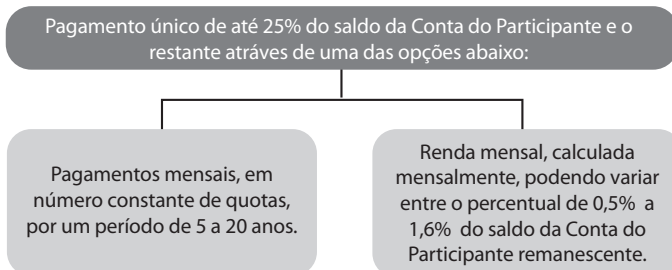 Pagamento único de até 25% do saldo da Conta do Participante e o
restante atráves de uma das opções abaixo:
Pagamentos mensais, em
número constante de quotas,
por um período de 5 a 20 anos.
Renda mensal, calculada
mensalmente, podendo variar
entre o percentual de 0,5% a
1,6% do saldo da Conta do
Participante remanescente.